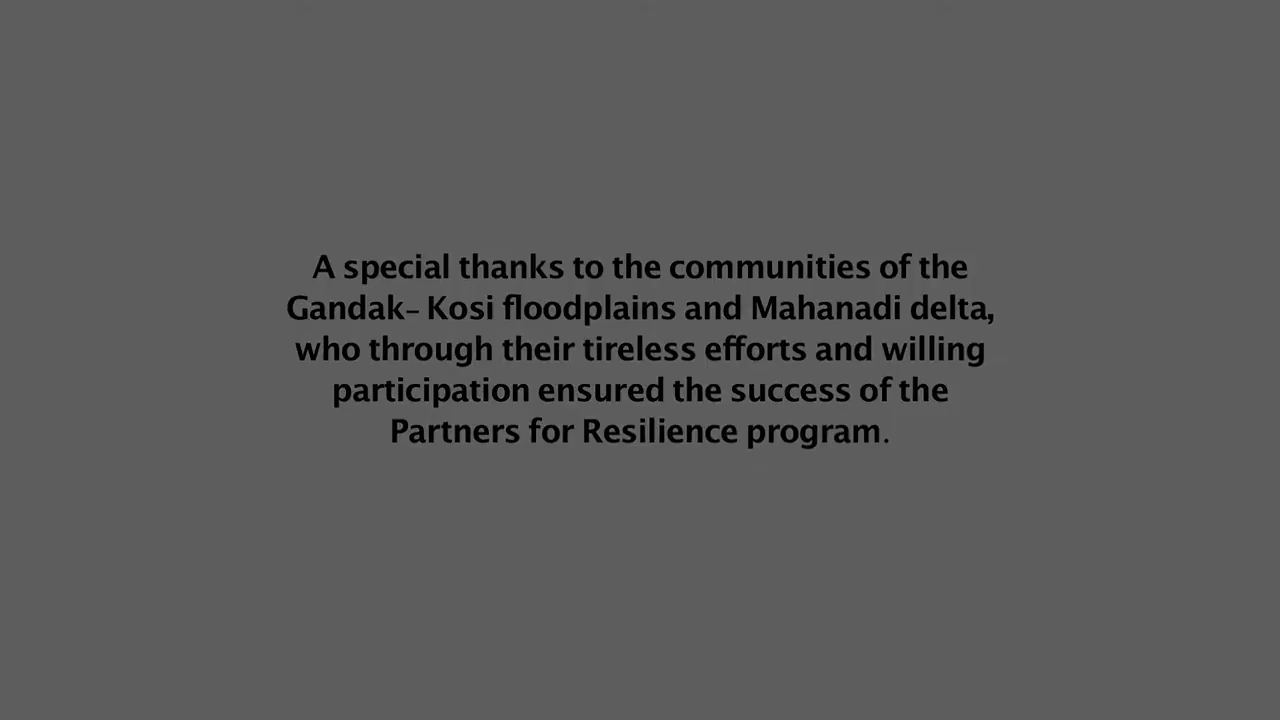 A special thanks to the communities of the
Gandak– Kosi floodplains and Mahanadi delta,
who through their tireless efforts and willing
participation ensured the success of the
Partners for Resilience program.